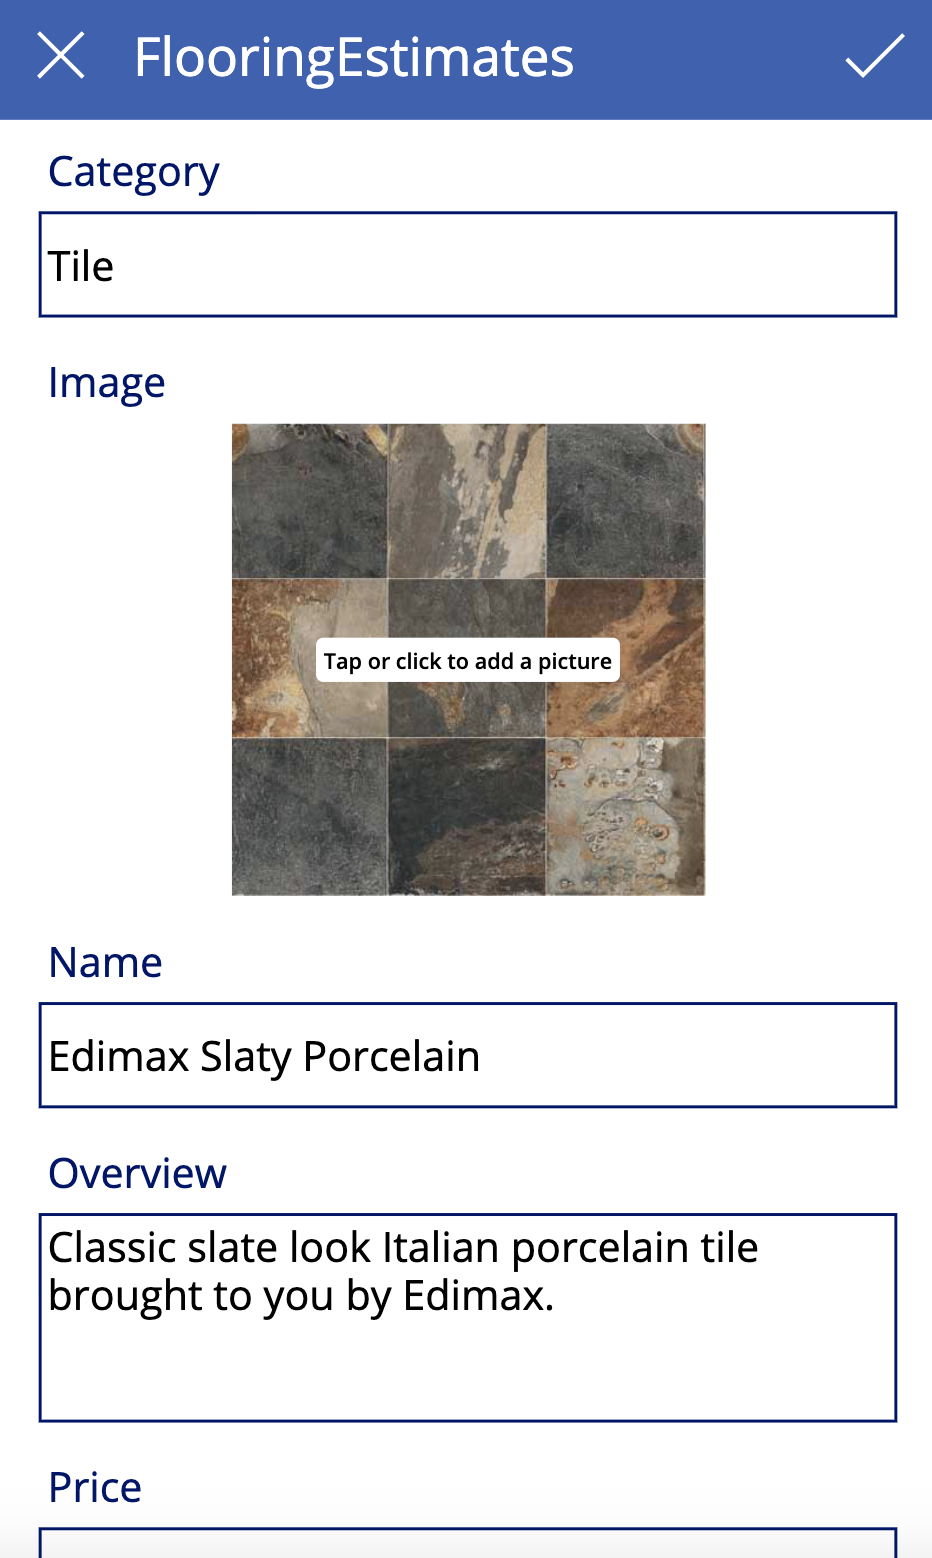 FlooringEstimates
Category
Tile
Image
Tap or click to add a picture
Name
Edimax Slaty Porcelain
Overview
Classic slate look Italian porcelain tile
brought to you by Edimax.
Price